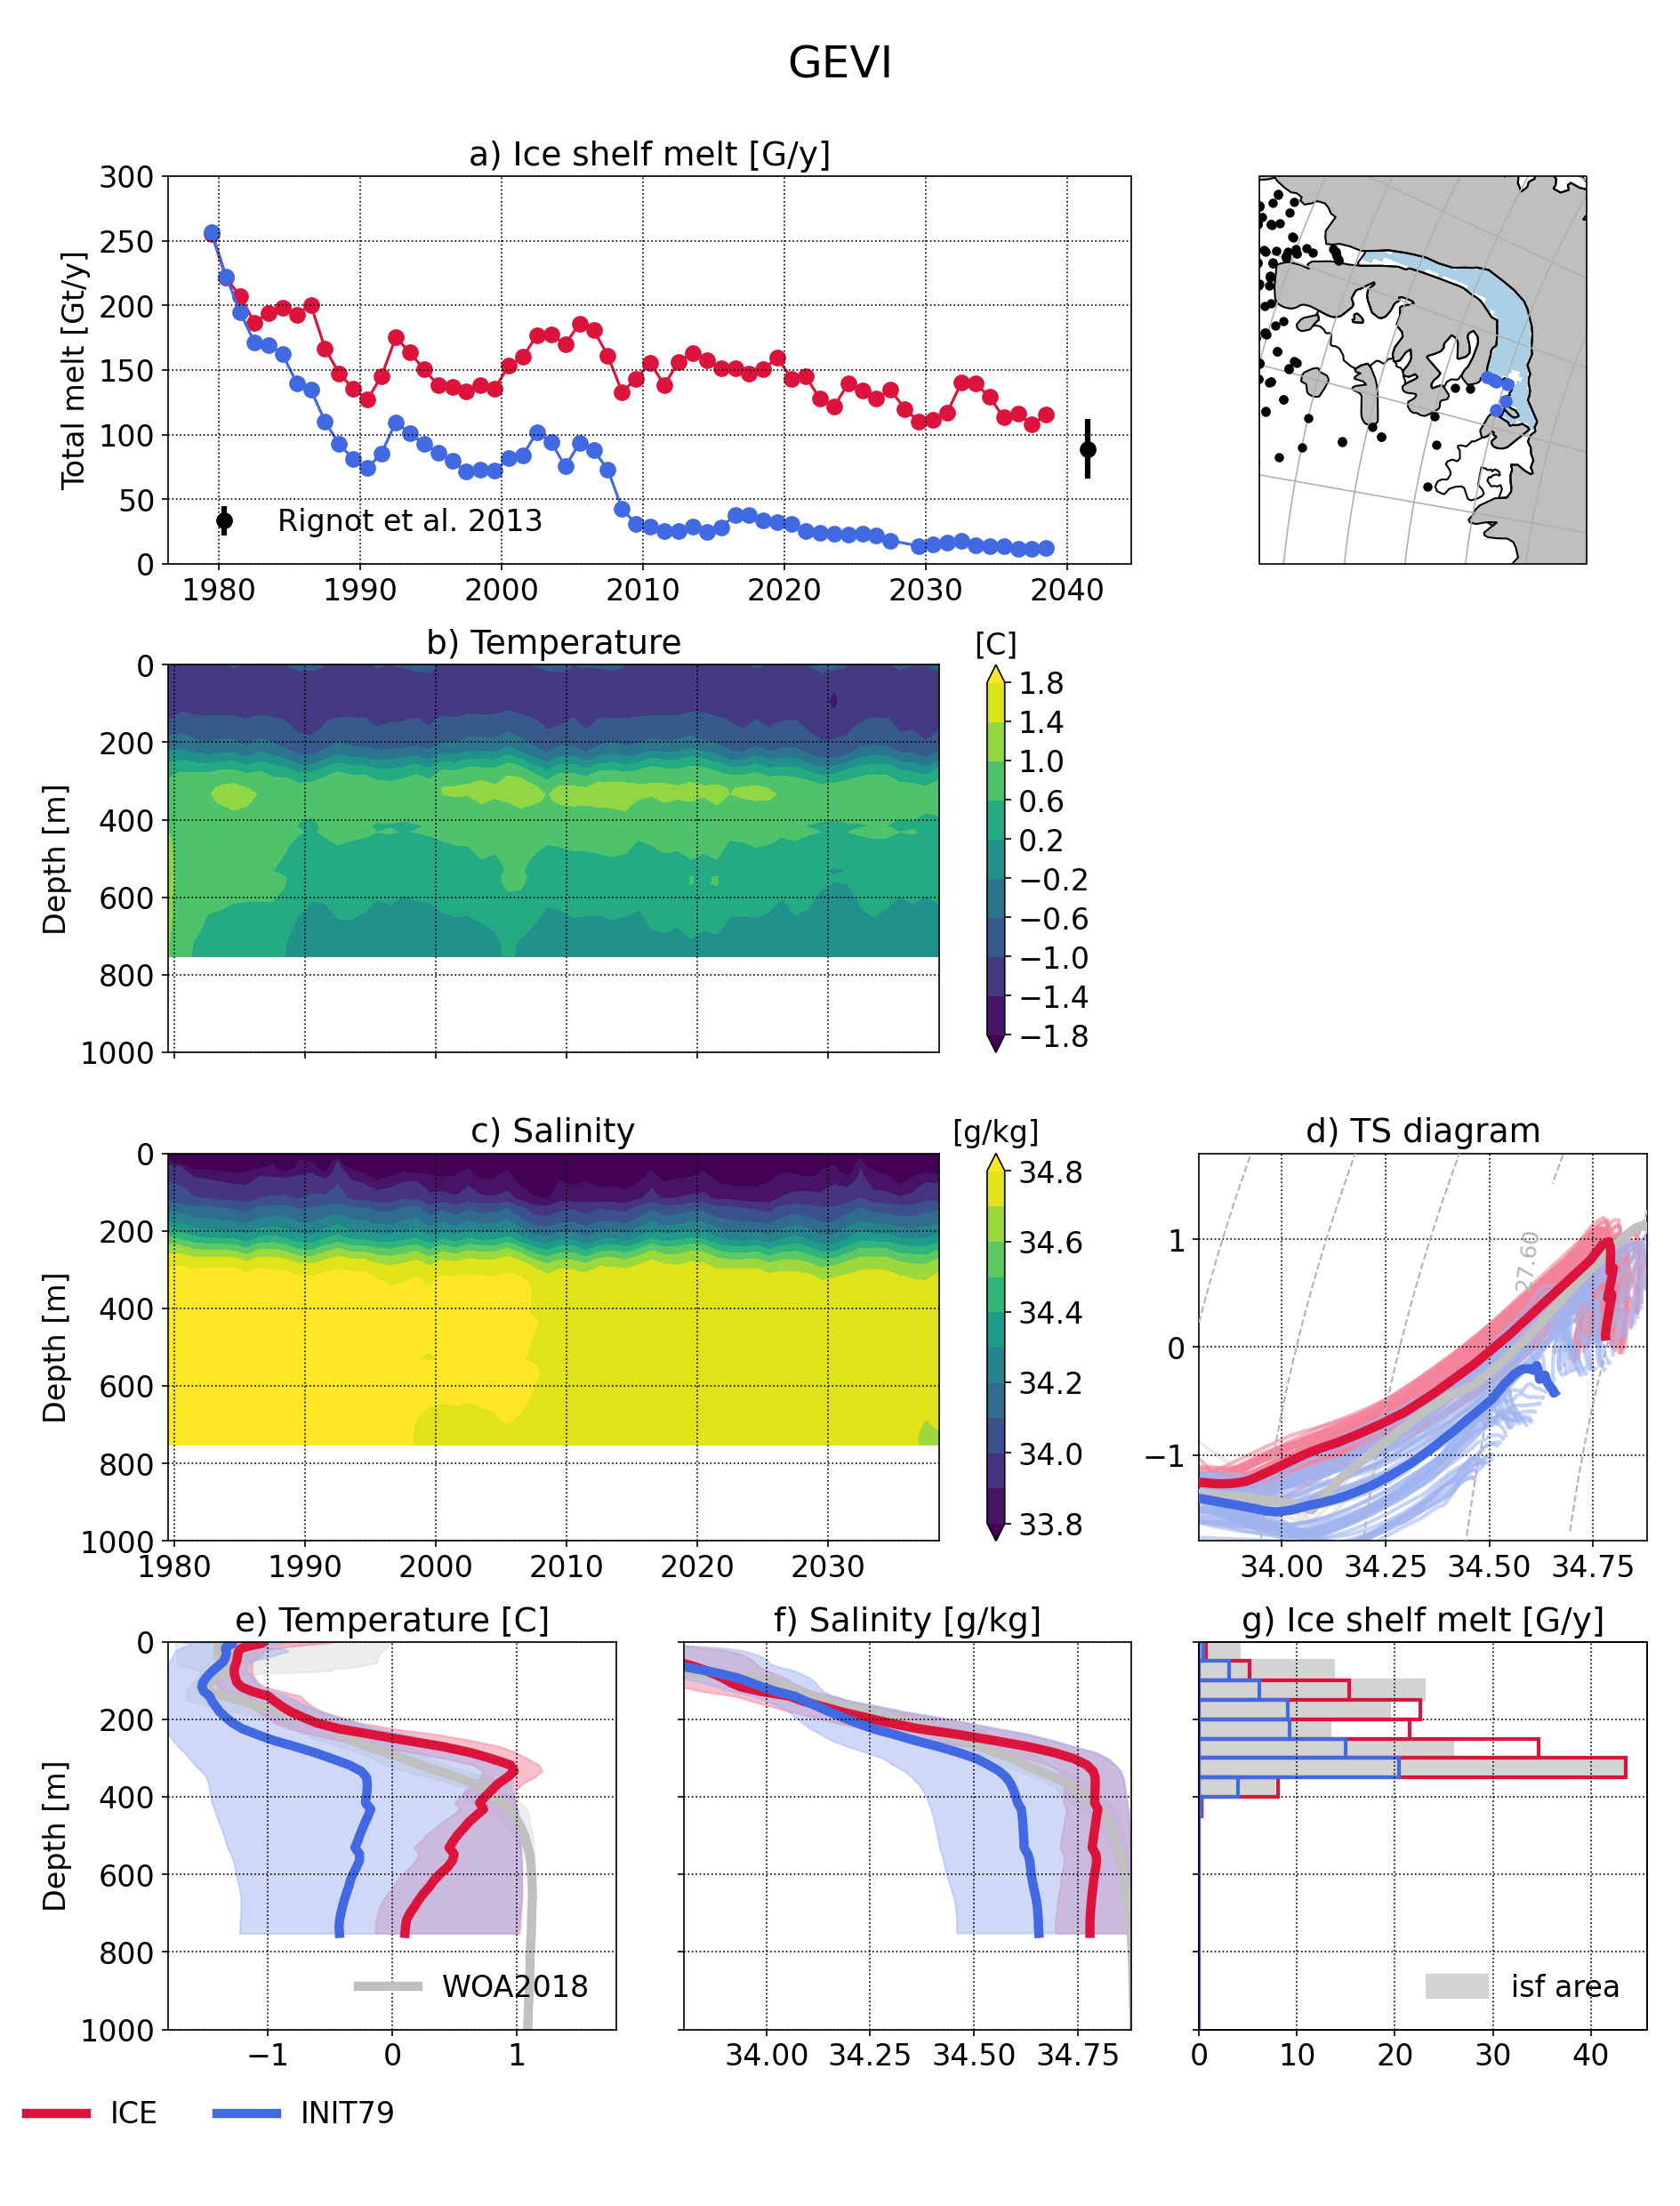 GEVI
a) Ice shelf melt [G/y]
Total melt [Gt/y]
300
250
200
150
100
50
0
Rignot et al. 2013
1980 1990 2000 2010 2020 2030 2040
b) Temperature
[C]
Depth [m]
0
200
400
600
800
1000
1.8
1.4
1.0
0.6
0.2
−0.2
−0.6
−1.0
−1.4
−1.8
c) Salinity
[g/kg]
Depth [m]
0
200
400
600
800
1000
1980 1990 2000 2010 2020 2030
34.8
34.6
34.4
34.2
34.0
33.8
d) TS diagram
1
0
−1
27.60
34.00 34.25 34.50 34.75
e) Temperature [C]
Depth [m]
0
200
400
600
800
1000
WOA2018
−1 0 1
f) Salinity [g/kg]
34.00 34.25 34.50 34.75
g) Ice shelf melt [G/y]
isf area
0 10 20 30 40
ICE INIT79